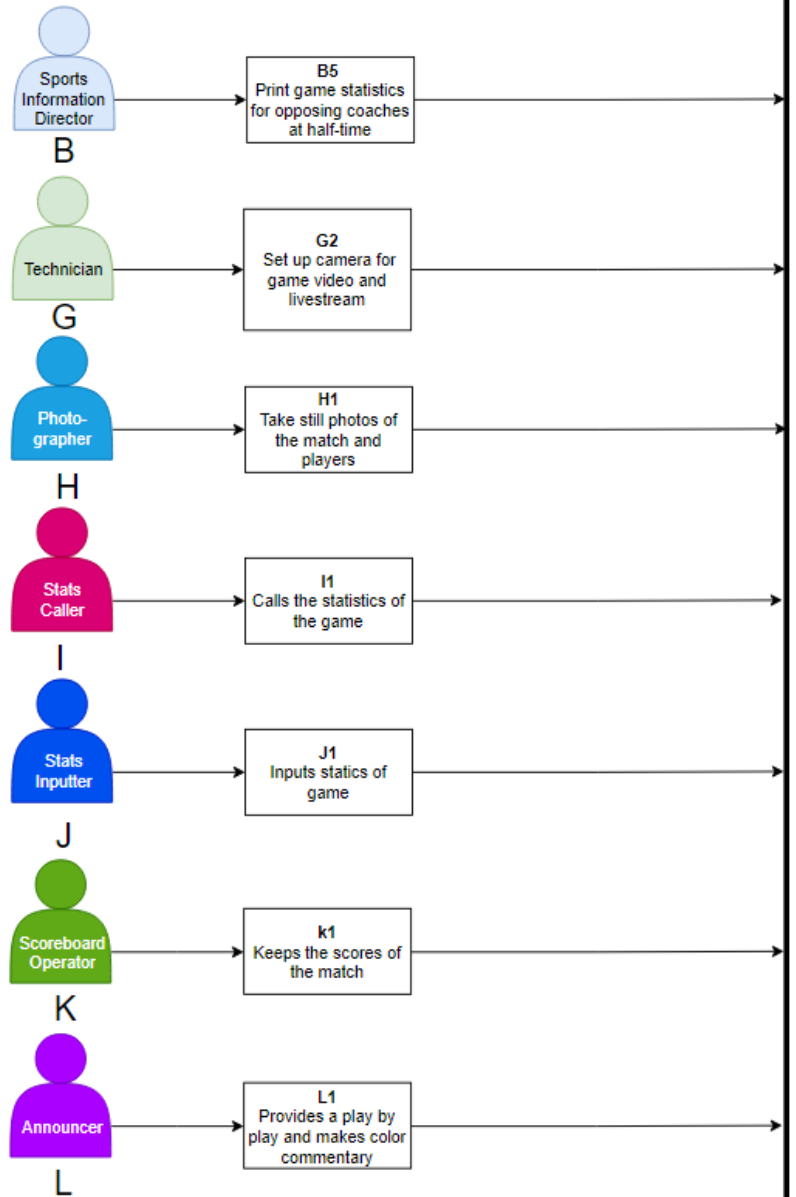 Sports
Information
Director
B
B5
Print game statistics
for opposing coaches
at half-time
Technician
G
G2
Set up camera for
game video and
livestream
Photo-
grapher
H
H1
Take still photos of
the match and
players
Stats
Caller
I
I1
Calls the statistics of
the game
Stats
Inputter
J
J1
Inputs statics of
game
Scoreboard
Operator
K
k1
Keeps the scores of
the match
Announcer
L
L1
Provides a play by
play and makes color
commentary